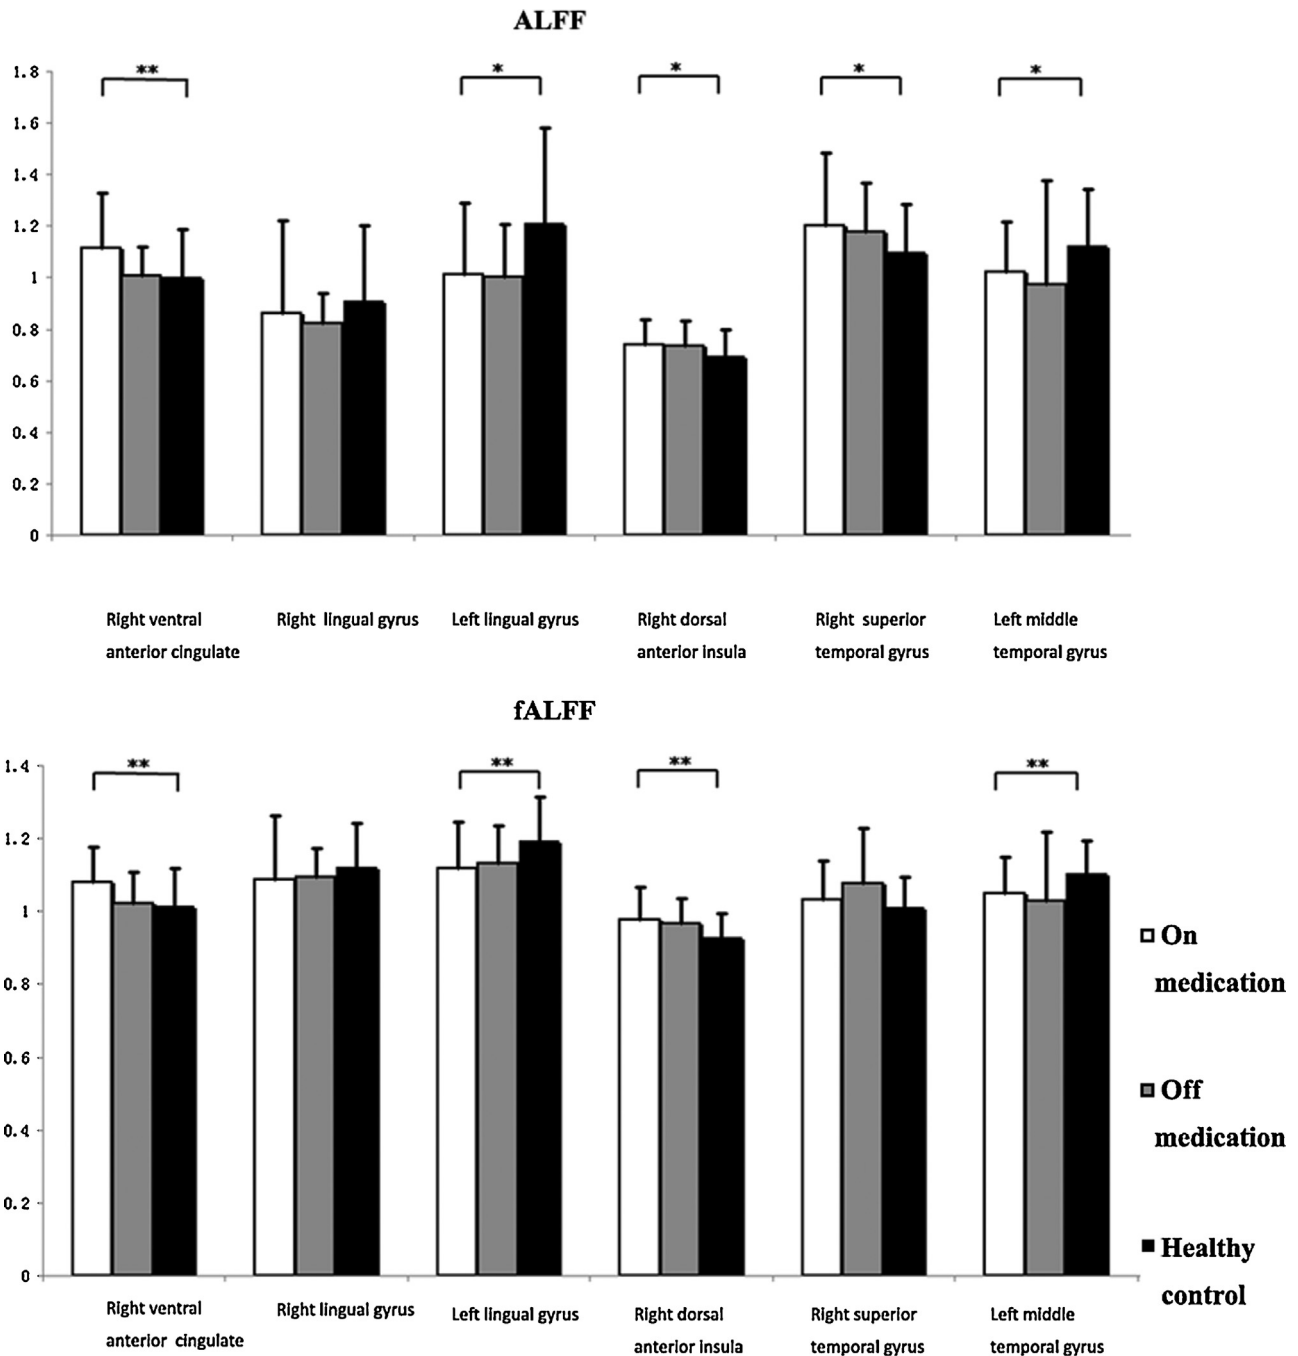 ALFF
** * * * *
1.8
1.6
1.4
1.2
1
0.8
0.6
0.4
0.2
0
Right ventral
anterior cingulate
Right lingual gyrus
Left lingual gyrus
Right dorsal
anterior insula
Right superior
temporal gyrus
Left middle
temporal gyrus
fALFF
** ** ** **
1.4
1.2
1
0.8
0.6
0.4
0.2
0
Right ventral
anterior cingulate
Right lingual gyrus
Left lingual gyrus
Right dorsal
anterior insula
Right superior
temporal gyrus
Left middle
temporal gyrus
On
medication
Off
medication
Healthy
control